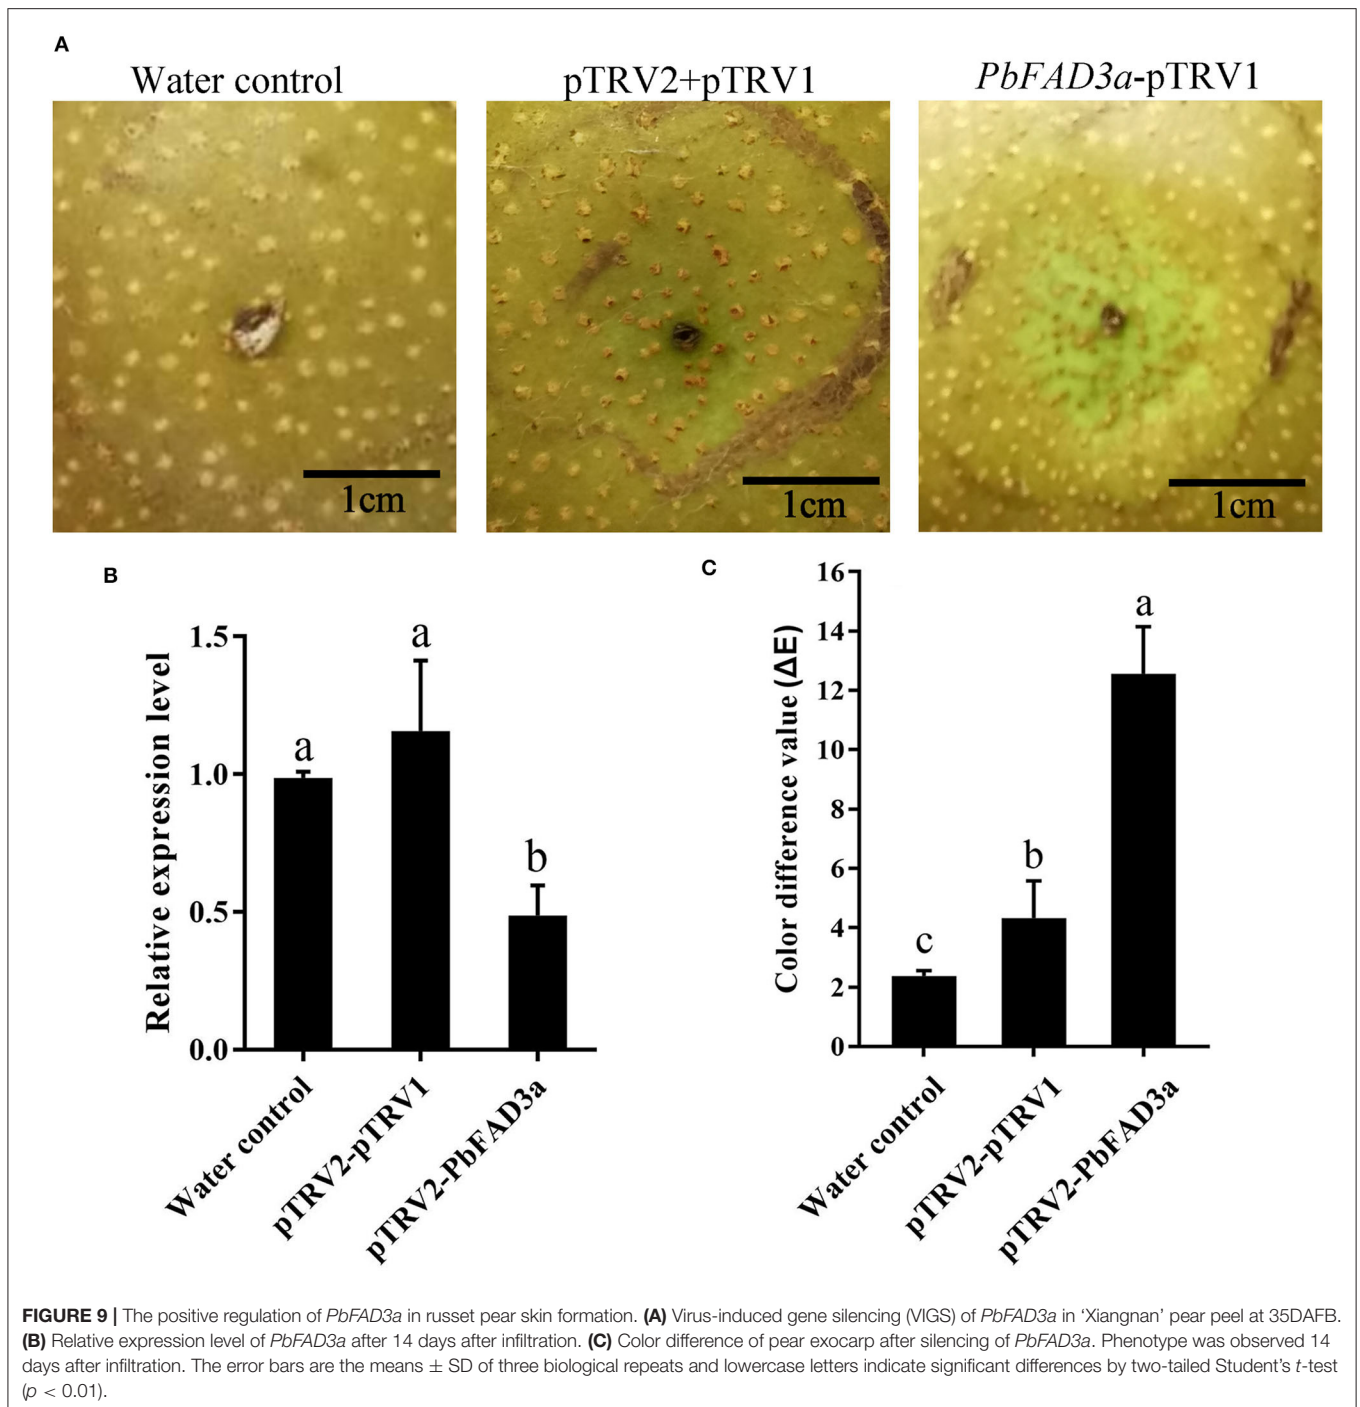 A
Water control
pTRV2+pTRV1
PbFAD3a-pTRV1
1cm
1cm
1cm
B
Relative expression level
1.5
1.0
0.5
0.0
a
a
b
Water control
pTRV2-pTRV1
pTRV2-PbFAD3a
C
Color difference value (ΔE)
16
14
12
10
8
6
4
2
0
c
b
a
Water control
pTRV2-pTRV1
pTRV2-PbFAD3a
FIGURE 9 | The positive regulation of PbFAD3a in russet pear skin formation. (A) Virus-induced gene silencing (VIGS) of PbFAD3a in ‘Xiangnan’ pear peel at 35DAFB.
(B) Relative expression level of PbFAD3a after 14 days after infiltration. (C) Color difference of pear exocarp after silencing of PbFAD3a. Phenotype was observed 14
days after infiltration. The error bars are the means ± SD of three biological repeats and lowercase letters indicate significant differences by two-tailed Student’s t-test
(p < 0.01).